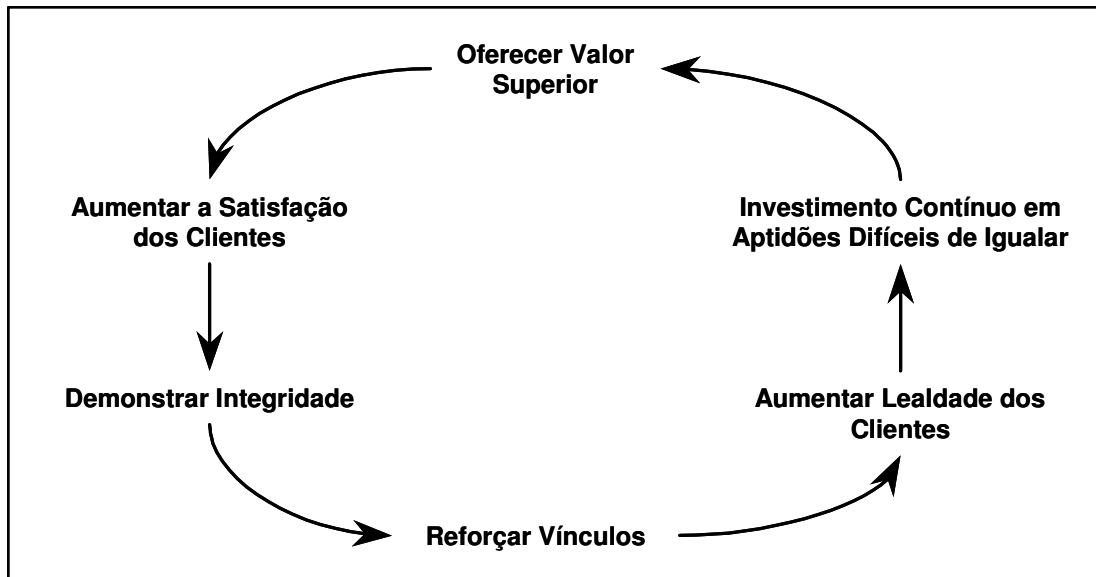 Oferecer Valor
Superior
Aumentar a Satisfação
dos Clientes
Investimento Contínuo em
Aptidões Difíceis de Igualar
Demonstrar Integridade
Aumentar Lealdade dos
Clientes
Reforçar Vínculos